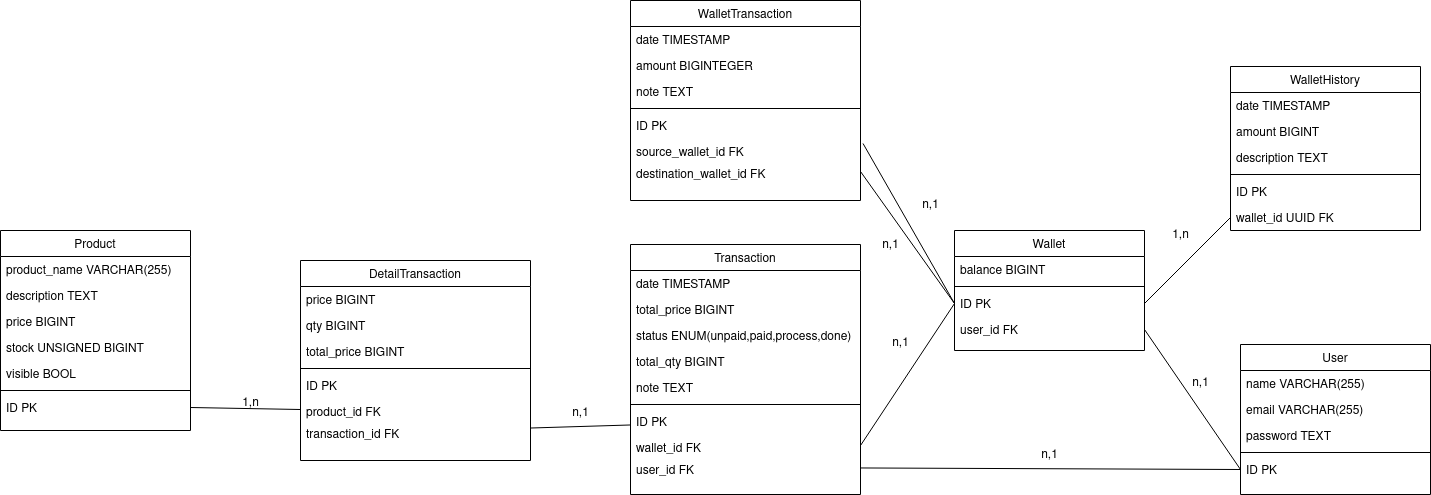 WalletTransaction
date TIMESTAMP
amount BIGINTEGER
note TEXT
ID PK
source_wallet_id FK
destination_wallet_id FK
WalletHistory
date TIMESTAMP
amount BIGINT
description TEXT
ID PK
wallet_id UUID FK
Product
product_name VARCHAR(255)
description TEXT
price BIGINT
stock UNSIGNED BIGINT
visible BOOL
ID PK
DetailTransaction
price BIGINT
qty BIGINT
total_price BIGINT
ID PK
product_id FK
transaction_id FK
Transaction
date TIMESTAMP
total_price BIGINT
status ENUM(unpaid,paid,process,done)
total_qty BIGINT
note TEXT
ID PK
wallet_id FK
user_id FK
Wallet
balance BIGINT
ID PK
user_id FK
User
name VARCHAR(255)
email VARCHAR(255)
password TEXT
ID PK
1,n
n,1
n,1
n,1
n,1
1,n
n,1
n,1